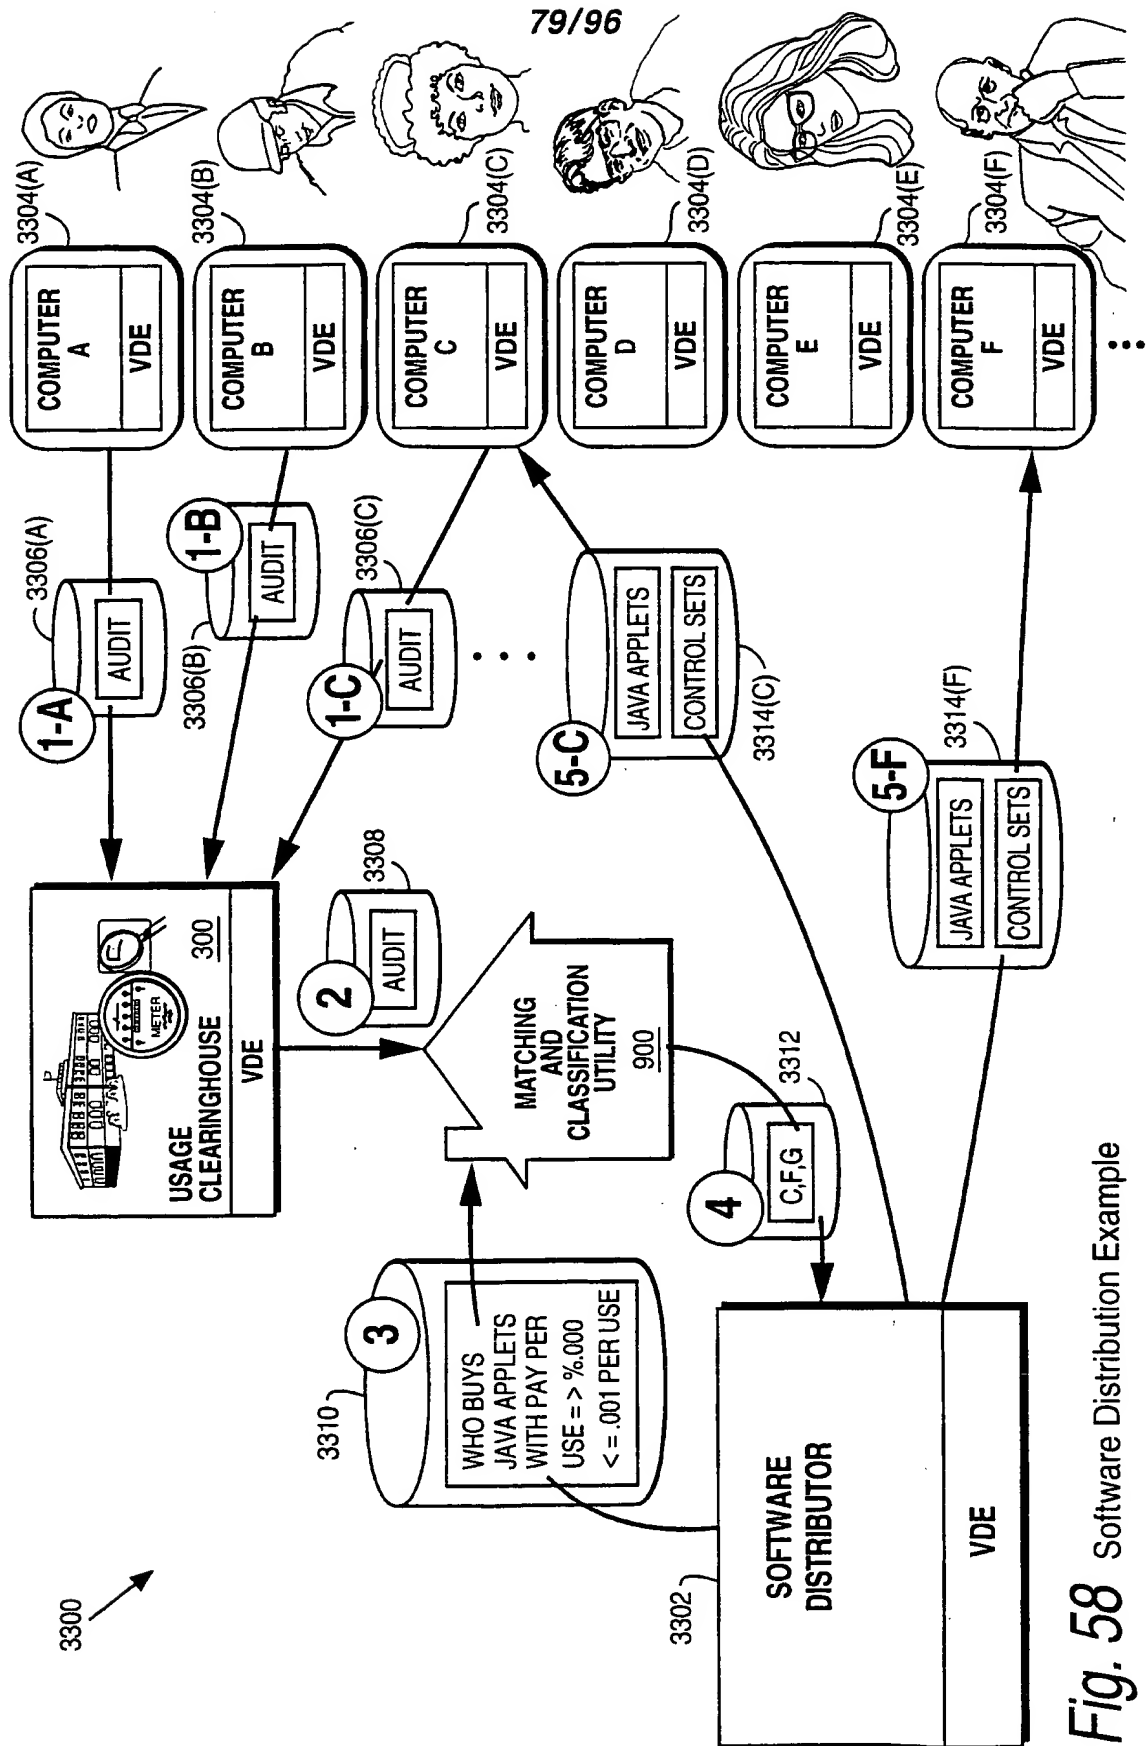 79/96
3300
COMPUTER
A
VDE
3304(A)
COMPUTER
B
VDE
3304(B)
COMPUTER
C
VDE
3304(C)
COMPUTER
D
VDE
3304(D)
COMPUTER
E
VDE
3304(E)
COMPUTER
F
VDE
3304(F)
1-A
AUDIT
3306(A)
1-B
AUDIT
3306(B)
1-C
AUDIT
3306(C)
METER
USAGE
CLEARINGHOUSE
300
VDE
2
AUDIT
3308
MATCHING
AND
CLASSIFICATION
UTILITY
900
3
3310
WHO BUYS
JAVA APPLETS
WITH PAY PER
USE = > %.000
< = .001 PER USE
4
C,F,G
3312
5-C
JAVA APPLETS
CONTROL SETS
3314(C)
5-F
JAVA APPLETS
CONTROL SETS
3314(F)
3302
SOFTWARE
DISTRIBUTOR
VDE
Fig. 58 Software Distribution Example